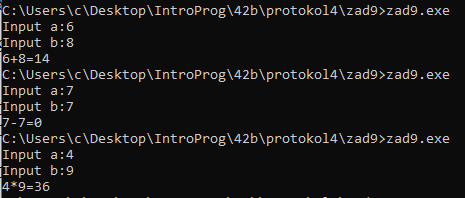 C:\Users\c\Desktop\IntroProg\42b\protokol4\zad9>zad9.exe
Input a:6
Input b:8
6+8=14
C:\Users\c\Desktop\IntroProg\42b\protokol4\zad9>zad9.exe
Input a:7
Input b:7
7-7=0
C:\Users\c\Desktop\IntroProg\42b\protokol4\zad9>zad9.exe
Input a:4
Input b:9
4*9=36